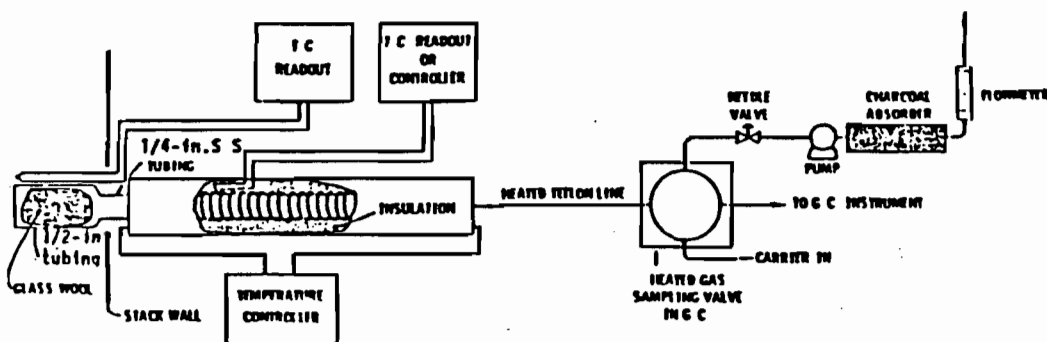 T C
READOUT
T C READOUT
OR
CONTROLLER
1/4-in.S S
TUBING
INSULATION
HEATED TEFLON LINE
NEEDLE
VALVE
PUMP
CHARCOAL
ABSORBER
FLOWMETER
TO G C INSTRUMENT
CARRIER IN
HEATED GAS
SAMPLING VALVE
IN G C
1/2-in
tubing
GLASS WOOL
STACK WALL
TEMPERATURE
CONTROLLER